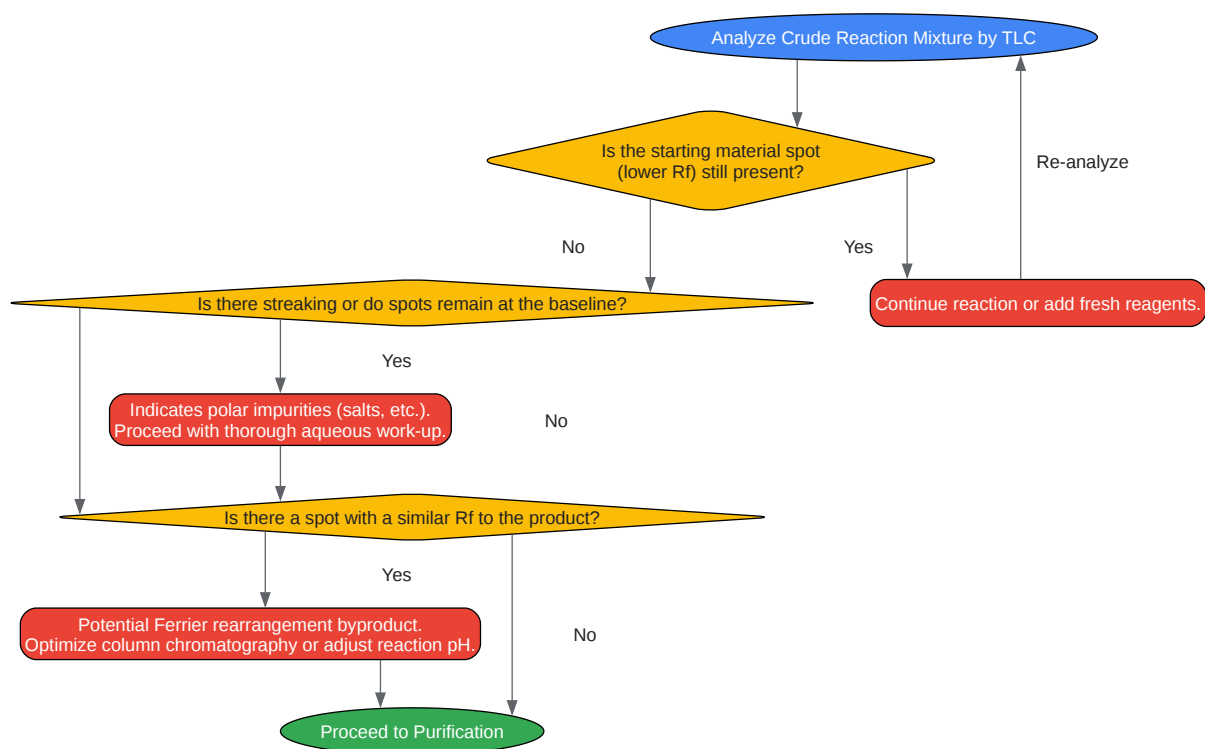 Analyze Crude Reaction Mixture by TLC
Is the starting material spot
(lower Rf) still present?
Re-analyze
No
Yes
Is there streaking or do spots remain at the baseline?
Continue reaction or add fresh reagents.
Yes
Indicates polar impurities (salts, etc.).
Proceed with thorough aqueous work-up.
No
Is there a spot with a similar Rf to the product?
Yes
Potential Ferrier rearrangement byproduct.
Optimize column chromatography or adjust reaction pH.
No
Proceed to Purification